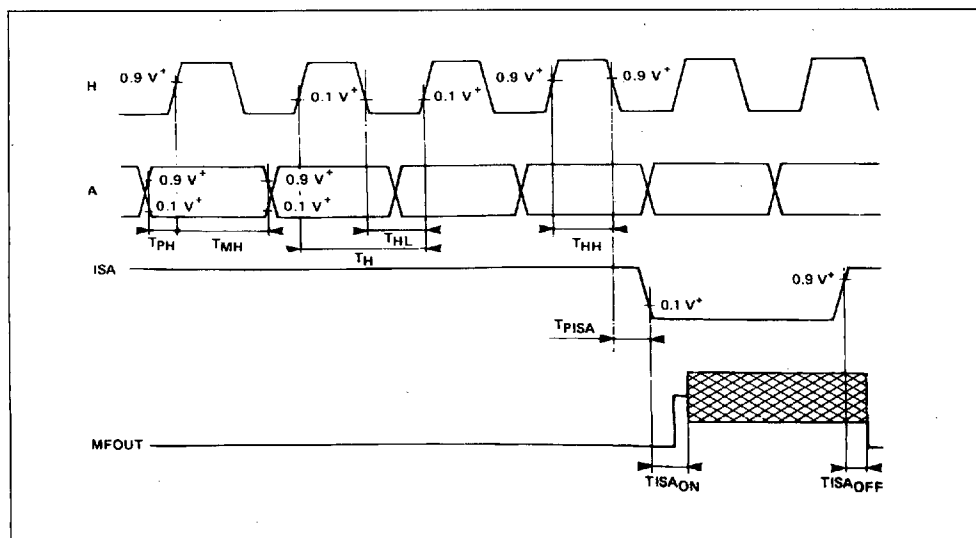 0.9 V+ 0.9 V+ 0.9 V+
H
0.1 V+ 0.1 V+
0.9 V+ 0.9 V+
A
0.1 V+ 0.1 V+
TPH TMH THL THH
TH
ISA
0.9 V+
0.1 V+
TPISA
MFOUT
TISAON TISAOFF